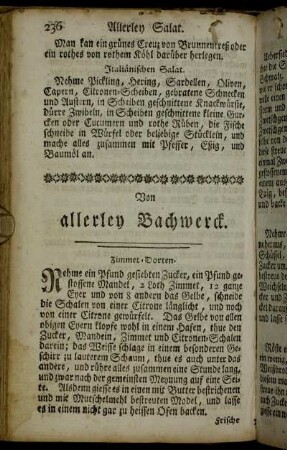 236 Allerley Salat.
Man kan ein grünes Creuz von Brunnenkreß oder
ein rothes von rothem Köhl darüber herlegen.
Italiänischen Salat.
Nehme Pickling, Hering, Sardellen, Oliven,
Capern, Citronen-Scheiben, gebratene Schnecken
und Austern, in Scheiben geschnittene Knackwürste,
dürre Zwibeln, in Scheiben geschnittene kleine Gur-
cken oder Cucumern und rothe Rüben, die Fische
schneide in Würfel oder beliebige Stücklein, und
mache alles zusammen mit Pfeffer, Eßig, und
Baumöl an.
Von
allerley Bachwerck.
Zimmet-Dorten.
Nehme ein Pfund gesiebten Zucker, ein Pfund ge-
stossene Mandel, 2 Loth Zimmet, 12 ganze
Eyer und von 8 andern das Gelbe, schneide
die Schalen von einer Citrone länglicht, und noch
von einer Citrone gewürfelt. Das Gelbe von allen
obigen Eyern klopfe wohl in einem Hafen, thue den
Zucker, Mandeln, Zimmet und Citronen-Schalen
darein; das Weisse schlage in einem besonderen Ge-
schirr zu lauterem Schaum, thue es auch unter das
andere, und rühre alles zusammen eine Stunde lang,
und zwar nach der gemeinsten Meynung auf eine Sei-
te. Alsdenn giesse es in einen mit Butter bestrichenen
und mit Mutschelmehl bestreuten Model, und lasse
es in einem nicht gar zu heissen Ofen backen.
Frische